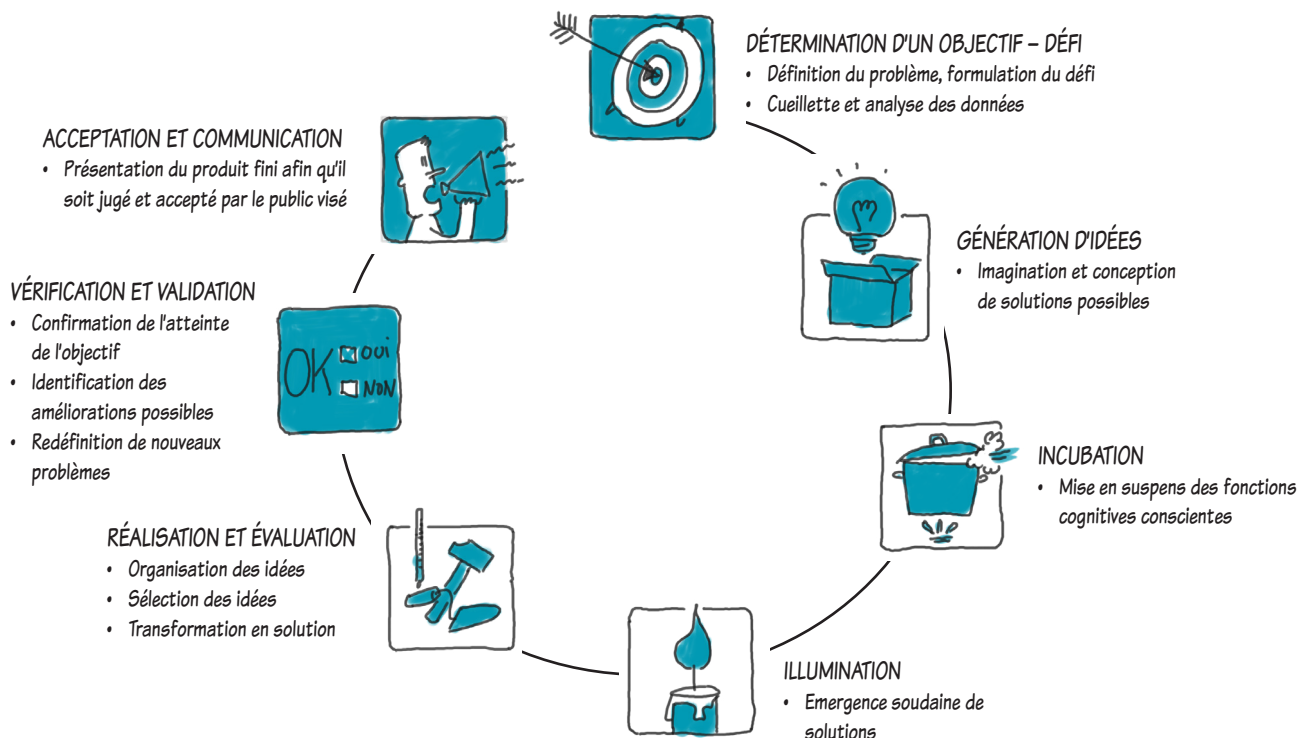 DÉTERMINATION D'UN OBJECTIF – DÉFI
• Définition du problème, formulation du défi
• Cueillette et analyse des données
GÉNÉRATION D'IDÉES
• Imagination et conception
de solutions possibles
INCUBATION
• Mise en suspens des fonctions
cognitives conscientes
ILLUMINATION
• Emergence soudaine de
solutions
RÉALISATION ET ÉVALUATION
• Organisation des idées
• Sélection des idées
• Transformation en solution
VÉRIFICATION ET VALIDATION
• Confirmation de l'atteinte
de l'objectif
• Identification des
améliorations possibles
• Redéfinition de nouveaux
problèmes
OK OUI
NON
ACCEPTATION ET COMMUNICATION
• Présentation du produit fini afin qu'il
soit jugé et accepté par le public visé